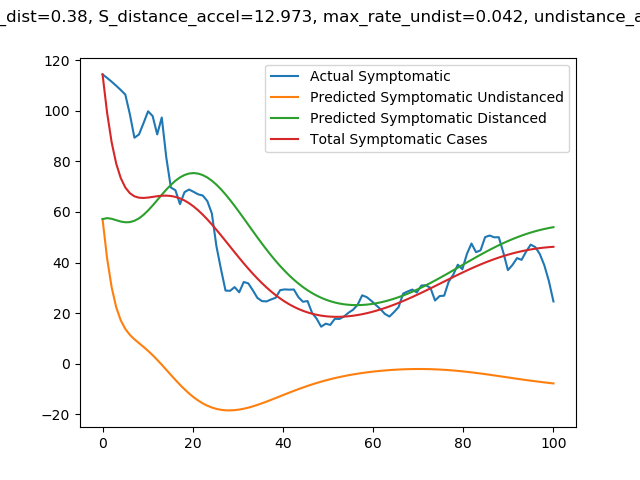 _dist=0.38, S_distance_accel=12.973, max_rate_undist=0.042, undistance_a
Actual Symptomatic
Predicted Symptomatic Undistanced
Predicted Symptomatic Distanced
Total Symptomatic Cases
120
100
80
60
40
20
0
−20
0 20 40 60 80 100